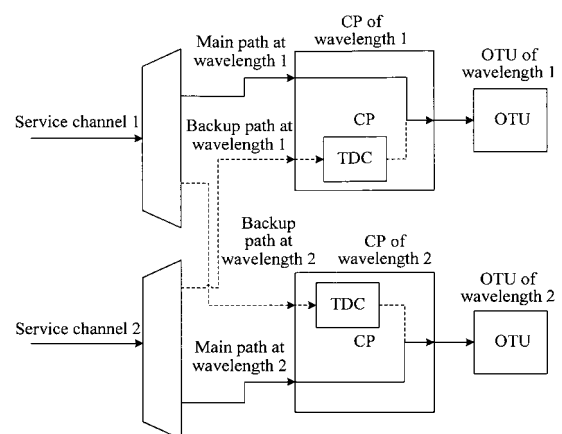 CP of
wavelength 1
Main path at
wavelength 1
OTU of
wavelength 1
Service channel 1
CP
OTU
Backup path at
wavelength 1
TDC
Backup
path at
wavelength 2
CP of
wavelength 2
OTU of
wavelength 2
TDC
Service channel 2
CP
OTU
Main path at
wavelength 2